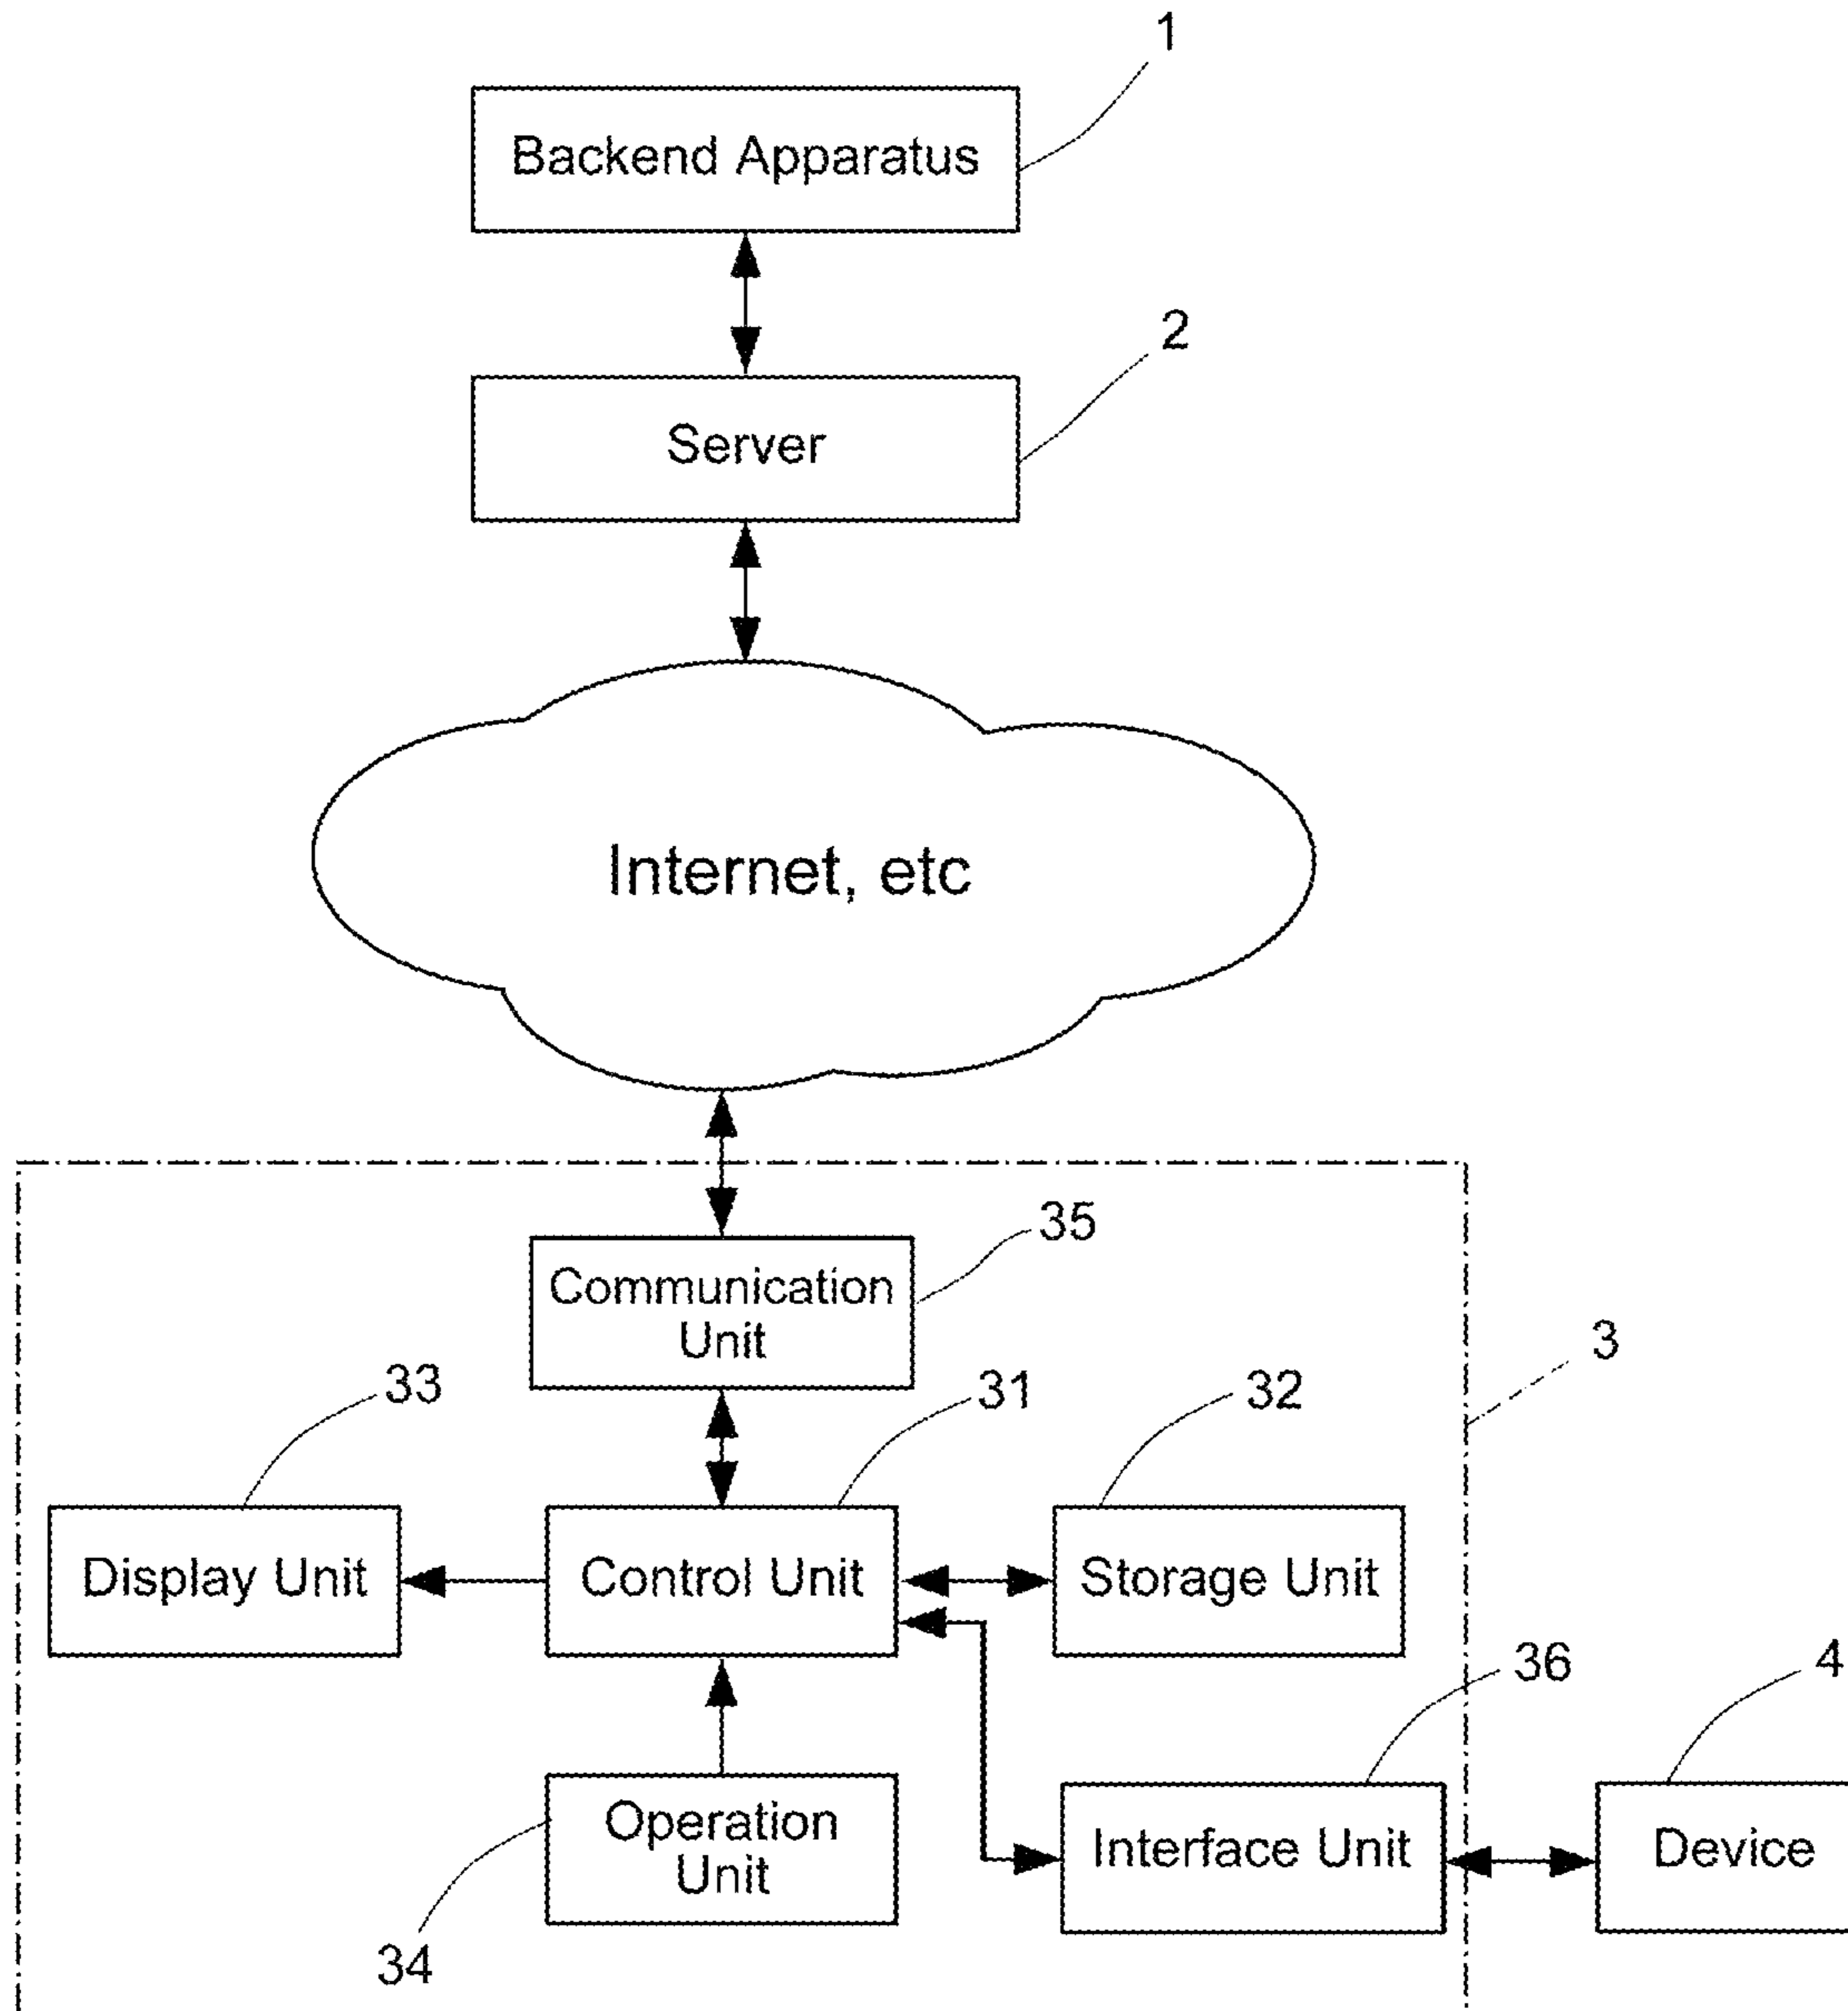 1
Backend Apparatus
2
Server
Internet, etc
35
Communication
Unit
3
33
31
32
Display Unit
Control Unit
Storage Unit
36
4
Operation
Unit
Interface Unit
Device
34